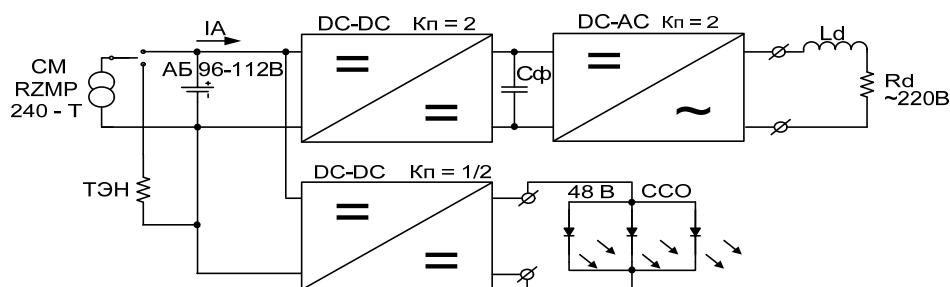 IA
DC-DC Кп = 2
DC-AC Кп = 2
Ld
СМ
RZMP
240 - Т
АБ 96-112В
+
-
=
=
Сф
=
~
Rd
~220В
ТЭН
DC-DC Кп = 1/2
=
=
48 В ССО